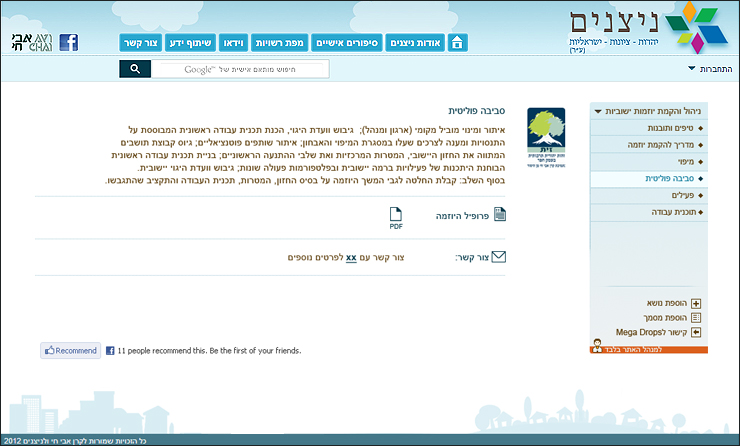 ניצנים
יהדות - ציונות - ישראליות
(ע"ר)
אודות ניצנים
סיפורים אישיים
מפת רשויות
וידאו
שיתוף ידע
צור קשר
אבי חי
AVI CHAI
התחברות
חיפוש מותאם אישית של Google™
ניהול והקמת יוזמות ישוביות
טיפים ותובנות
מדריך להקמת יוזמה
מיפוי
סביבה פוליטית
פעילים
תוכנית עבודה
הוספת נושא
הוספת מסמך
קישור לMega Drops
למנהל האתר בלבד
זית
סביבה פוליטית
איתור ומינוי מוביל מקומי (ארגון ומנהל); גיבוש וועדת היגוי, הכנת תכנית עבודה ראשונית המבוססת על
התנסויות ומענה לצרכים שעלו במסגרת המיפוי והאבחון; איתור שותפים פוטנציאליים; גיוס קבוצת תושבים
המתווה את החזון היישובי, המטרות המרכזיות ואת שלבי ההתנעה הראשוניים; בניית תכנית עבודה ראשונית
הבוחנת היתכנות של פעילויות ברמה יישובית ובפלטפורמות פעולה שונות; גיבוש וועדת היגוי יישובית.
בסוף השלב: קבלת החלטה לגבי המשך היוזמה על בסיס החזון, המטרות, תכנית העבודה והתקציב שהתגבשו.
פרופיל היוזמה
PDF
צור קשר:
צור קשר עם xx לפרטים נוספים
Recommend
11 people recommend this. Be the first of your friends.
כל הזכויות שמורות לקרן אבי חי ולניצנים 2012